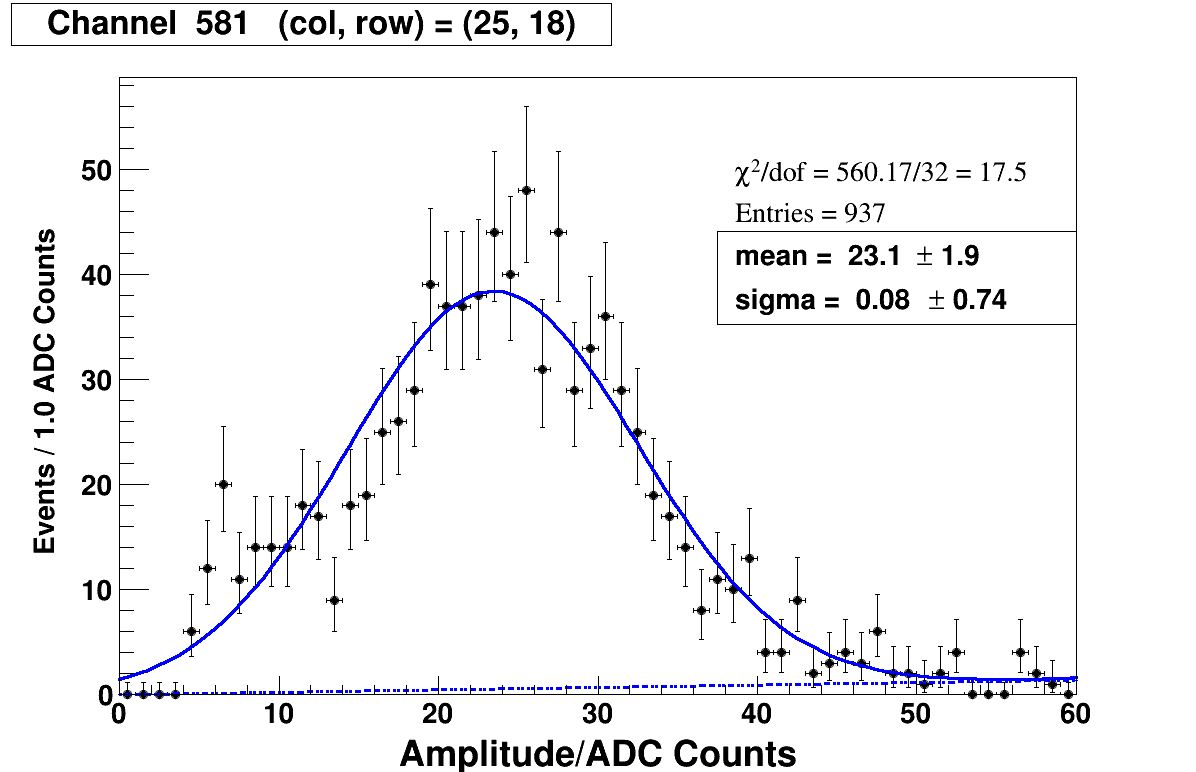 Channel 581 (col, row) = (25, 18)
χ²/dof = 560.17/32 = 17.5
Entries = 937
mean = 23.1 ± 1.9
sigma = 0.08 ± 0.74
Events / 1.0 ADC Counts
50
40
30
20
10
0
0 10 20 30 40 50 60
Amplitude/ADC Counts